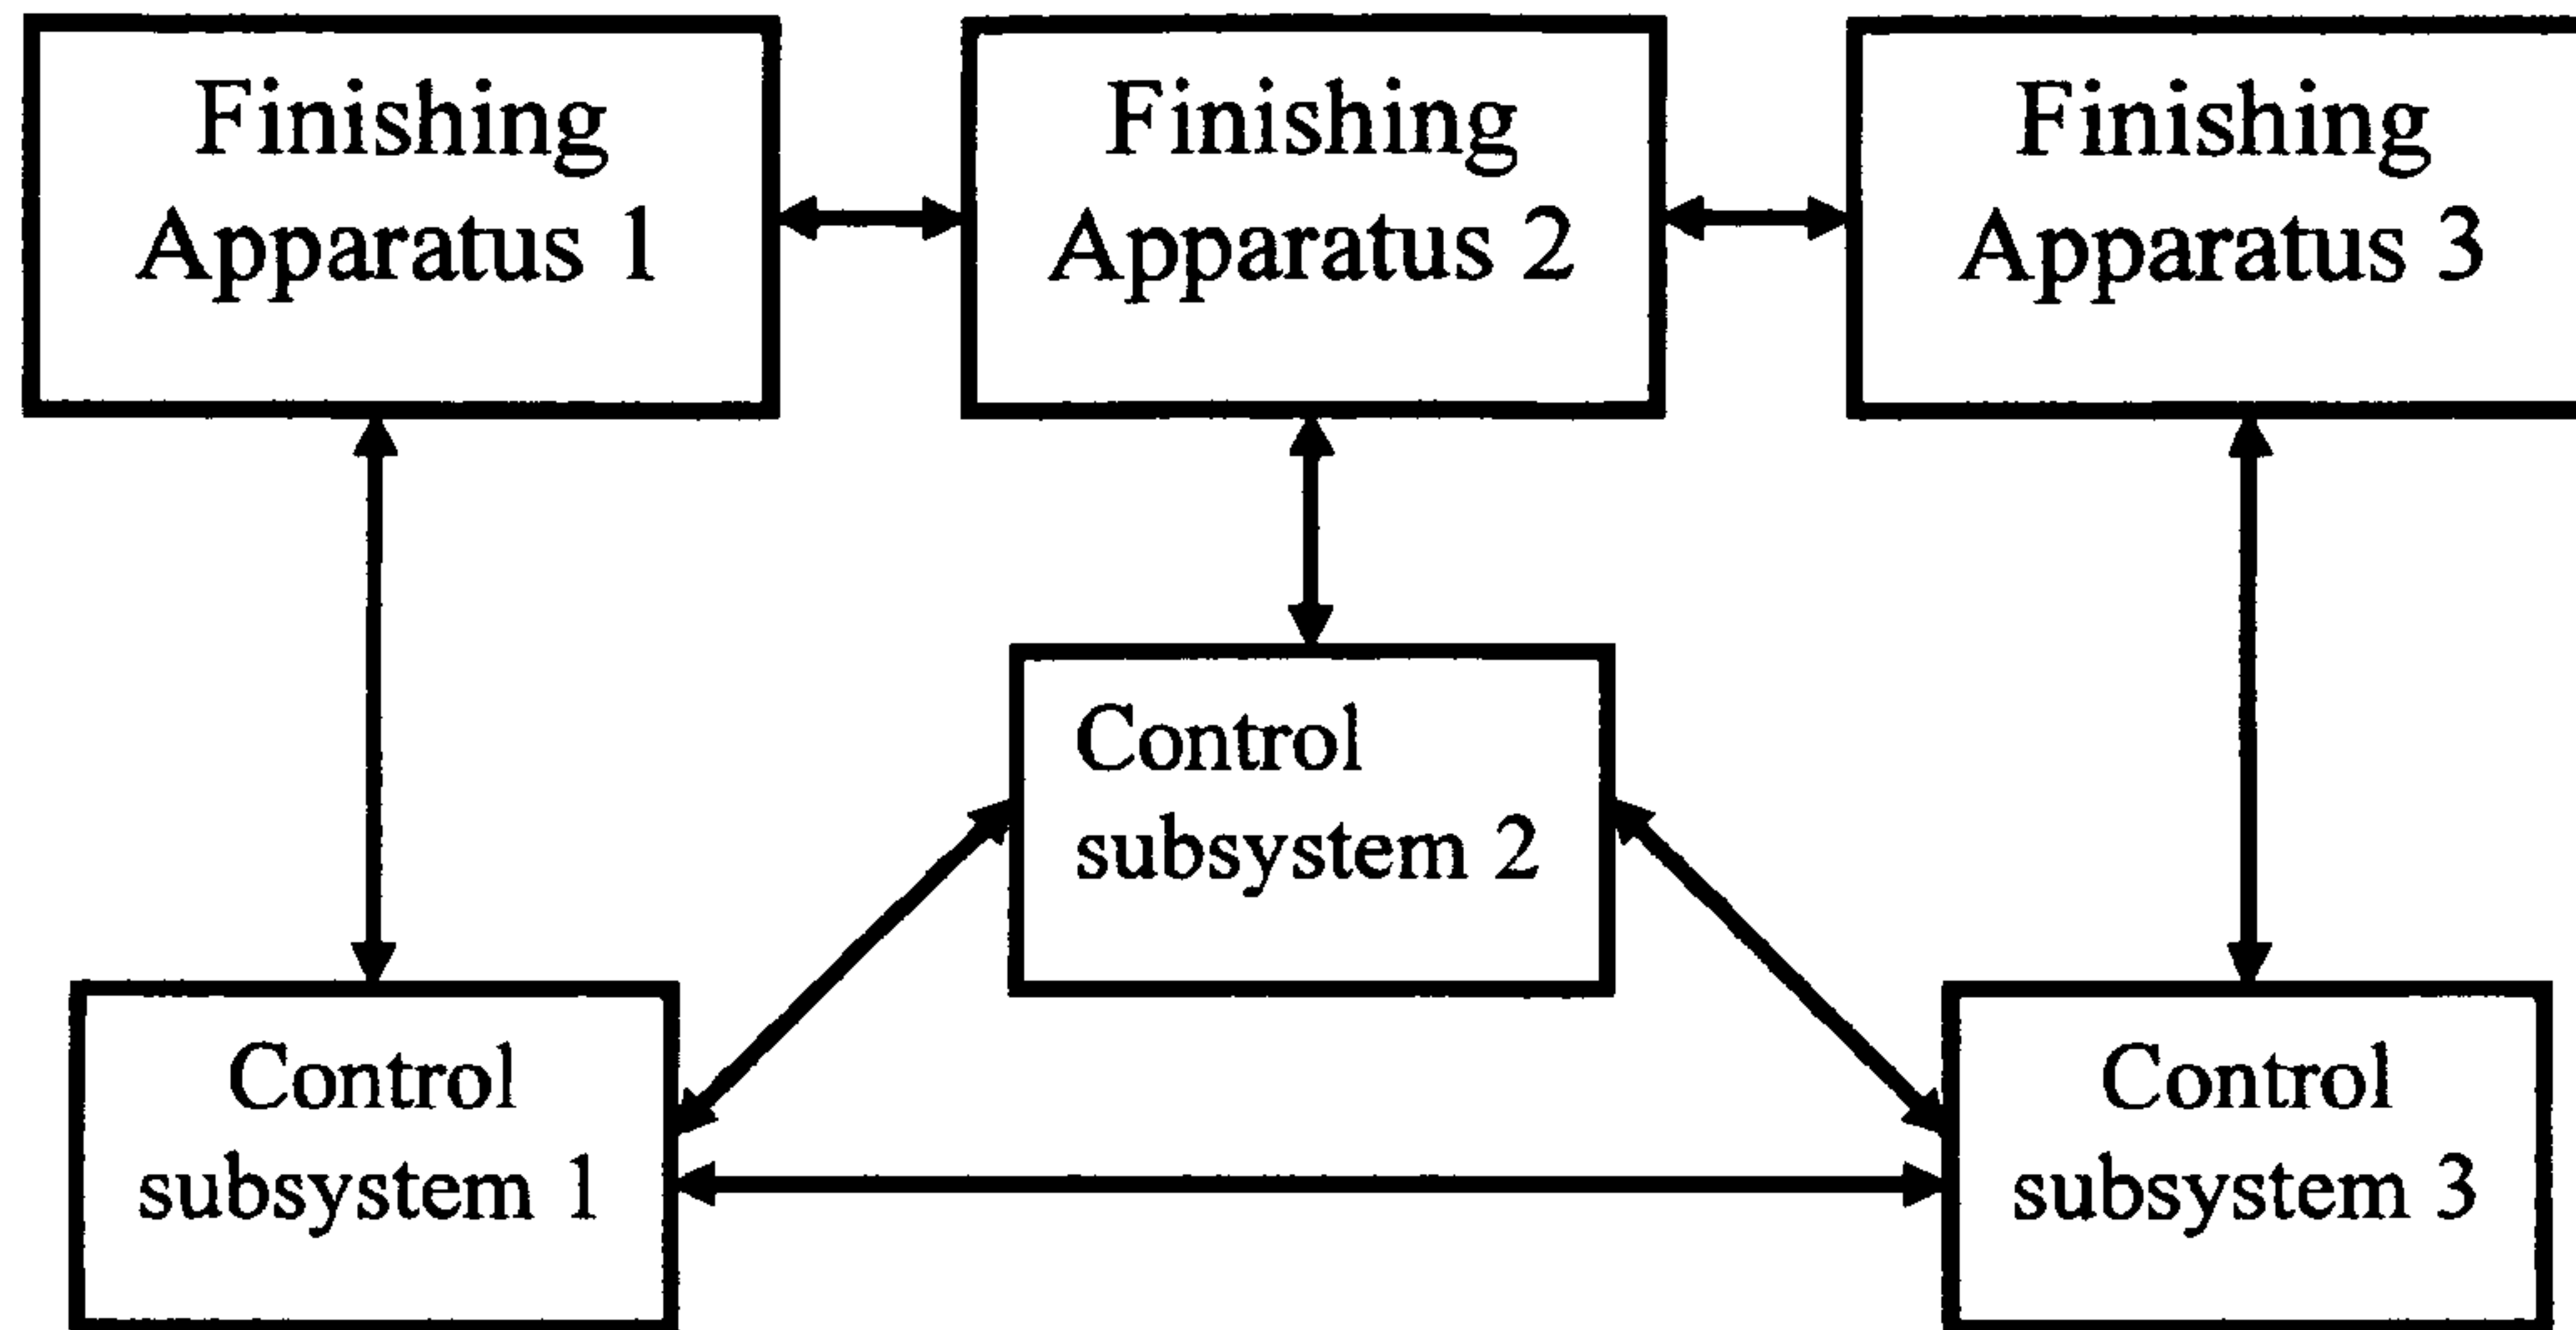 Finishing
Apparatus 1
Finishing
Apparatus 2
Finishing
Apparatus 3
Control
subsystem 2
Control
subsystem 1
Control
subsystem 3